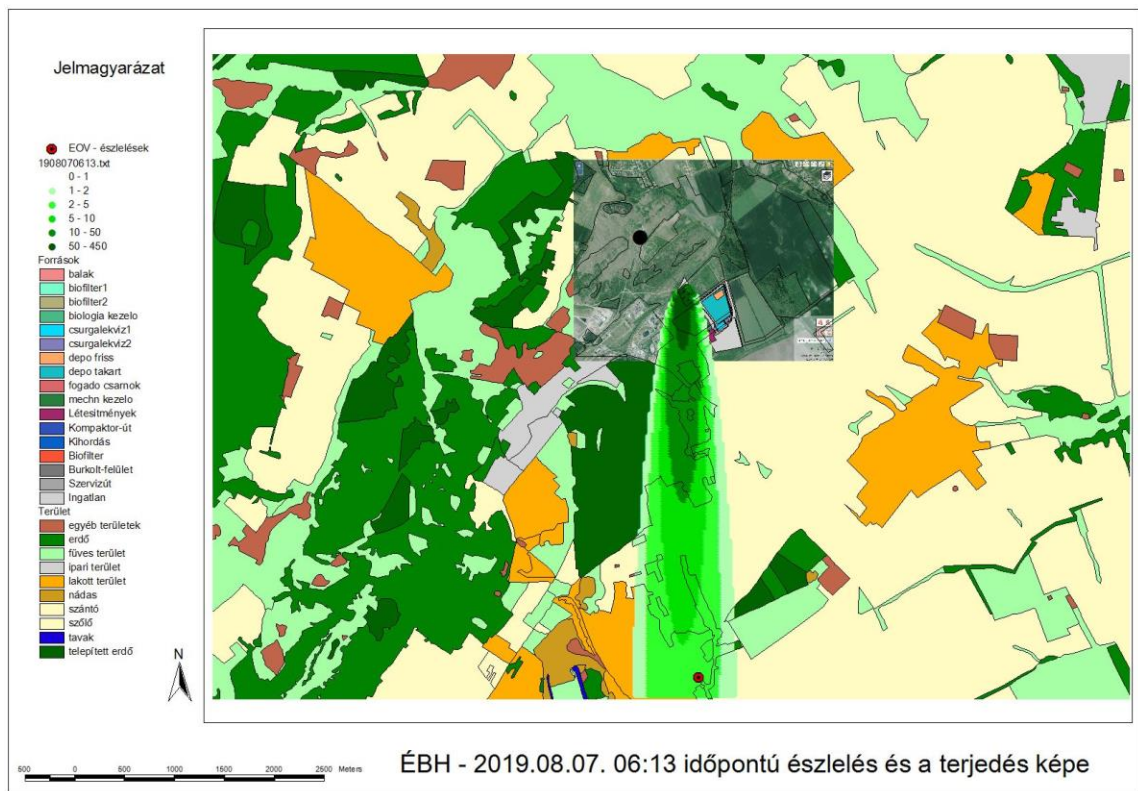 Jelmagyarázat
EOV - észlelések
1908070613.txt
0 - 1
1 - 2
2 - 5
5 - 10
10 - 50
50 - 450
Források
balak
biofilter1
biofilter2
biologia kezelo
csurgalekviz1
csurgalekviz2
depo friss
depo takart
fogado csarnok
mechn kezelo
Létesitmények
Kompaktor-út
Kihordás
Biofilter
Burkolt-felület
Szervizút
Ingatlan
Terület
egyéb területek
erdő
füves terület
ipari terület
lakott terület
nádas
szántó
szőlő
tavak
telepített erdő
N
500 0 500 1000 1500 2000 2500 Meters
ÉBH - 2019.08.07. 06:13 időpontú észlelés és a terjedés képe